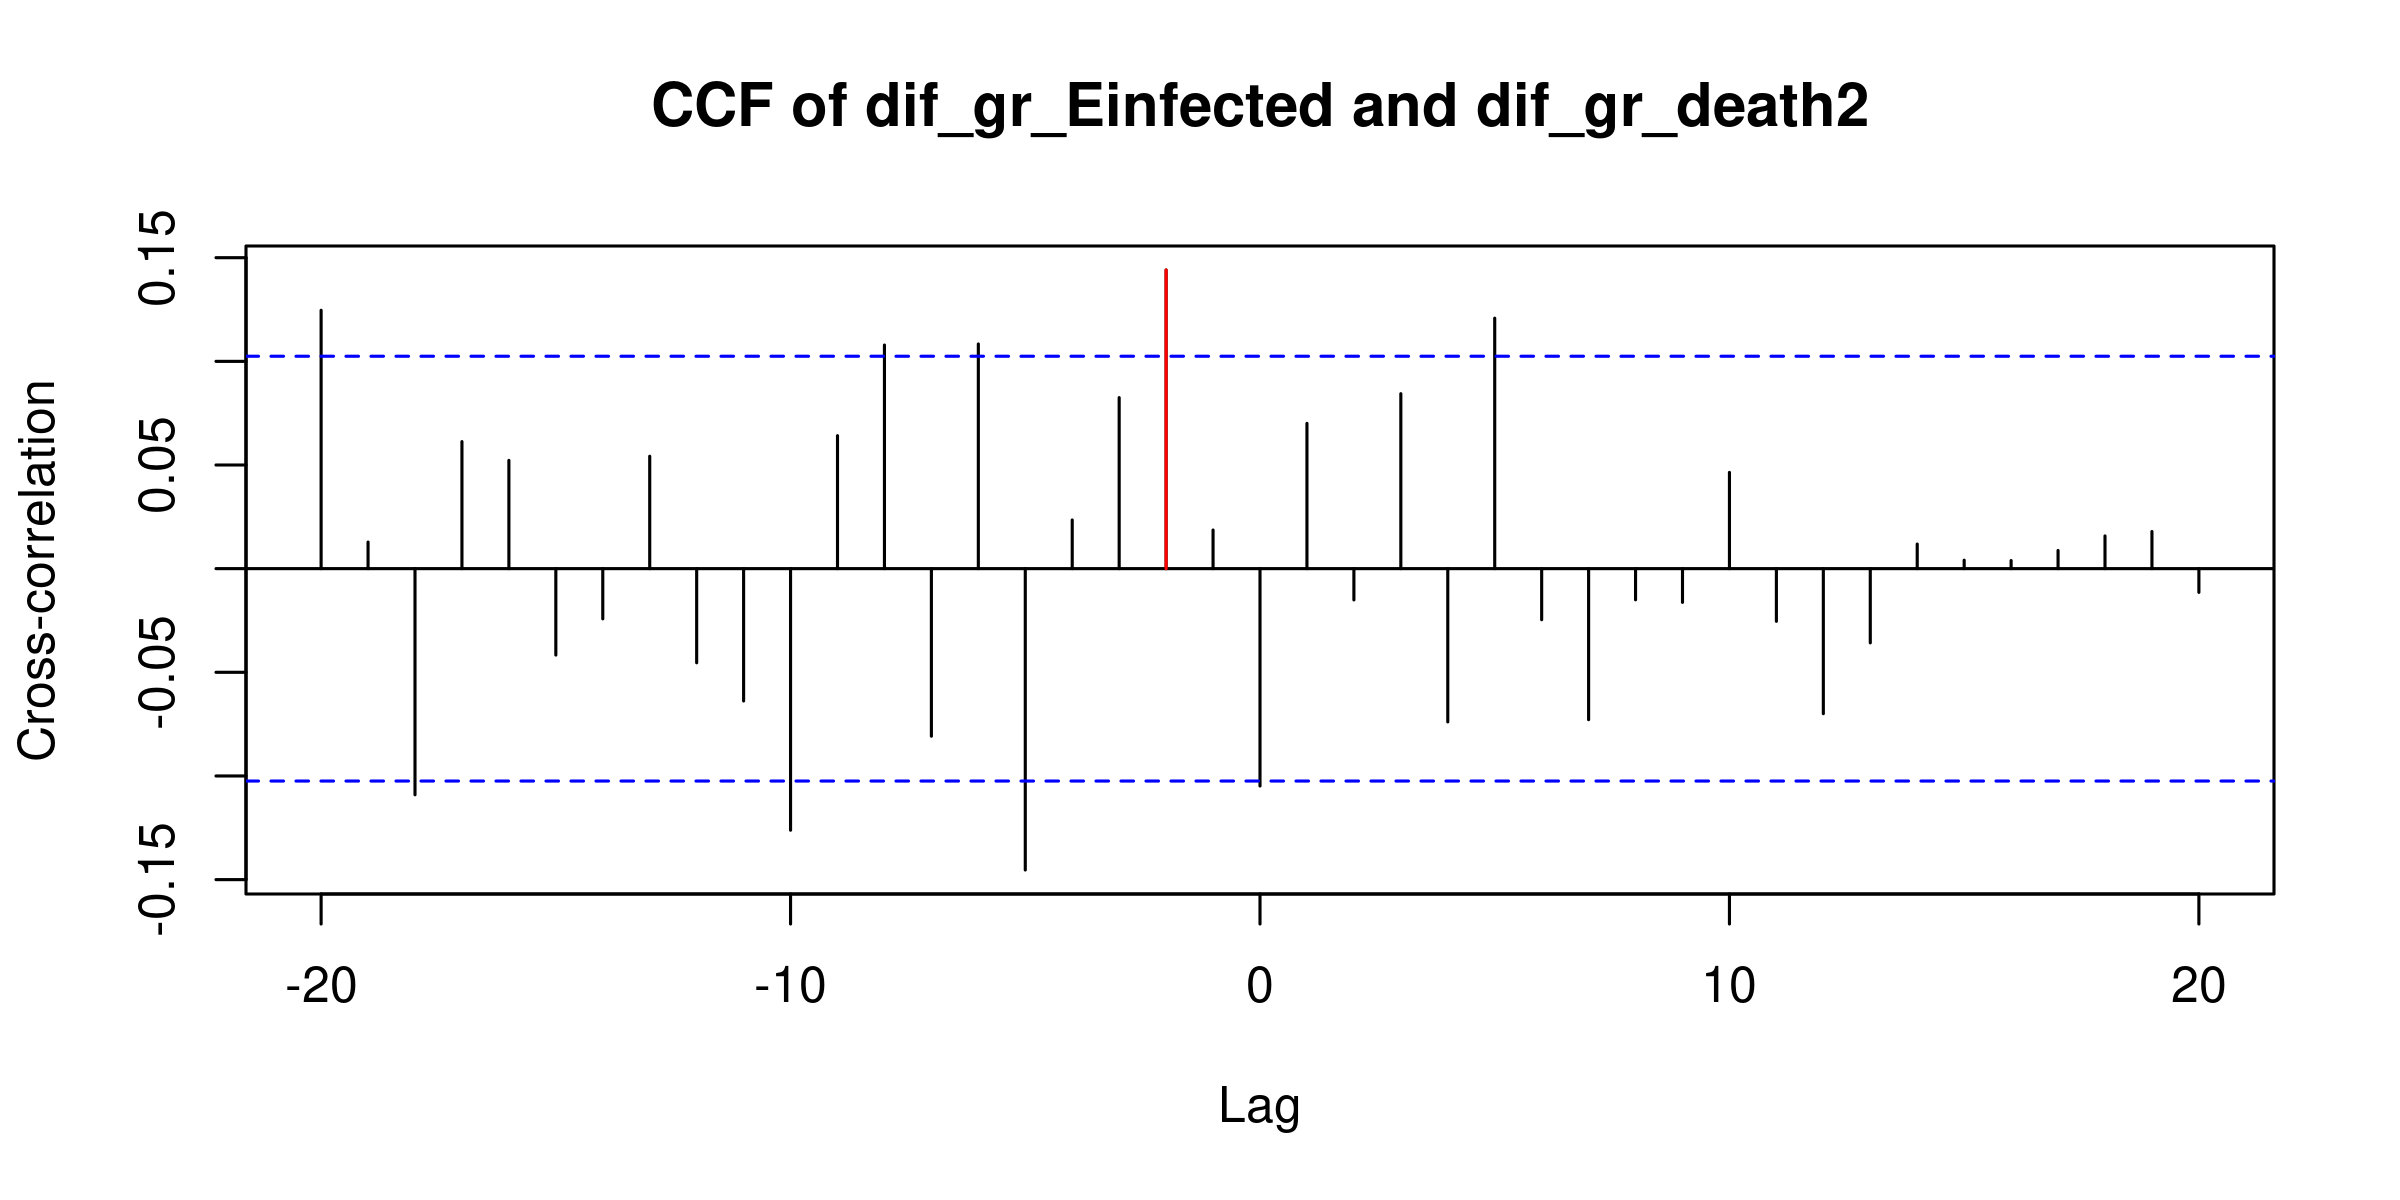 CCF of dif_gr_Einfected and dif_gr_death2
Cross-correlation
0.15
0.05
-0.05
-0.15
-20 -10 0 10 20
Lag